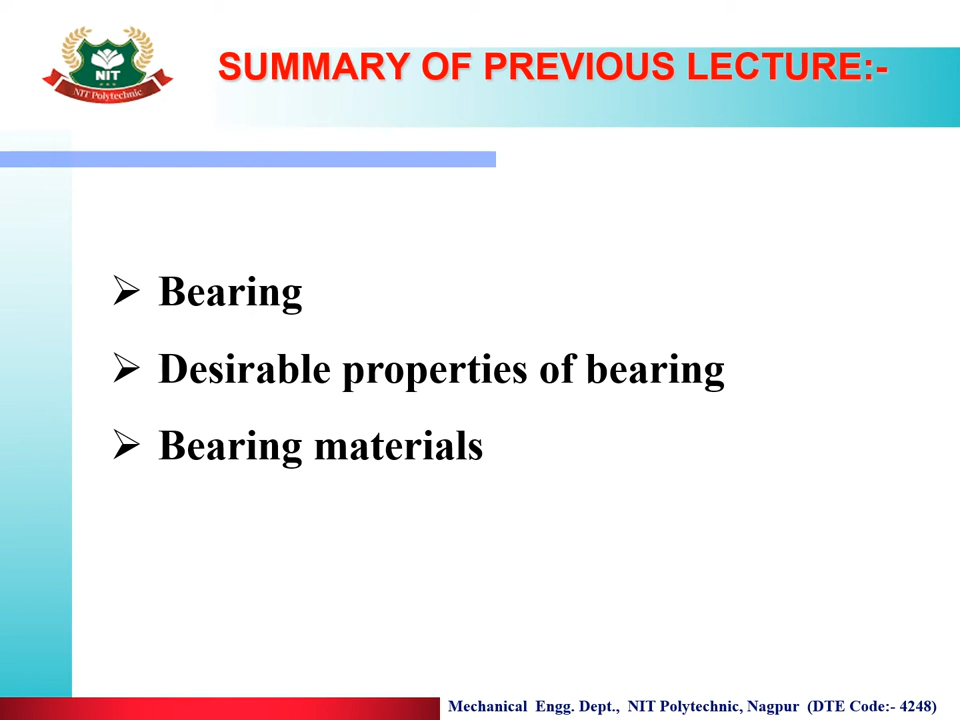 NIT
NIT Polytechnic
SUMMARY OF PREVIOUS LECTURE:-
➢ Bearing
➢ Desirable properties of bearing
➢ Bearing materials
Mechanical Engg. Dept., NIT Polytechnic, Nagpur (DTE Code:- 4248)